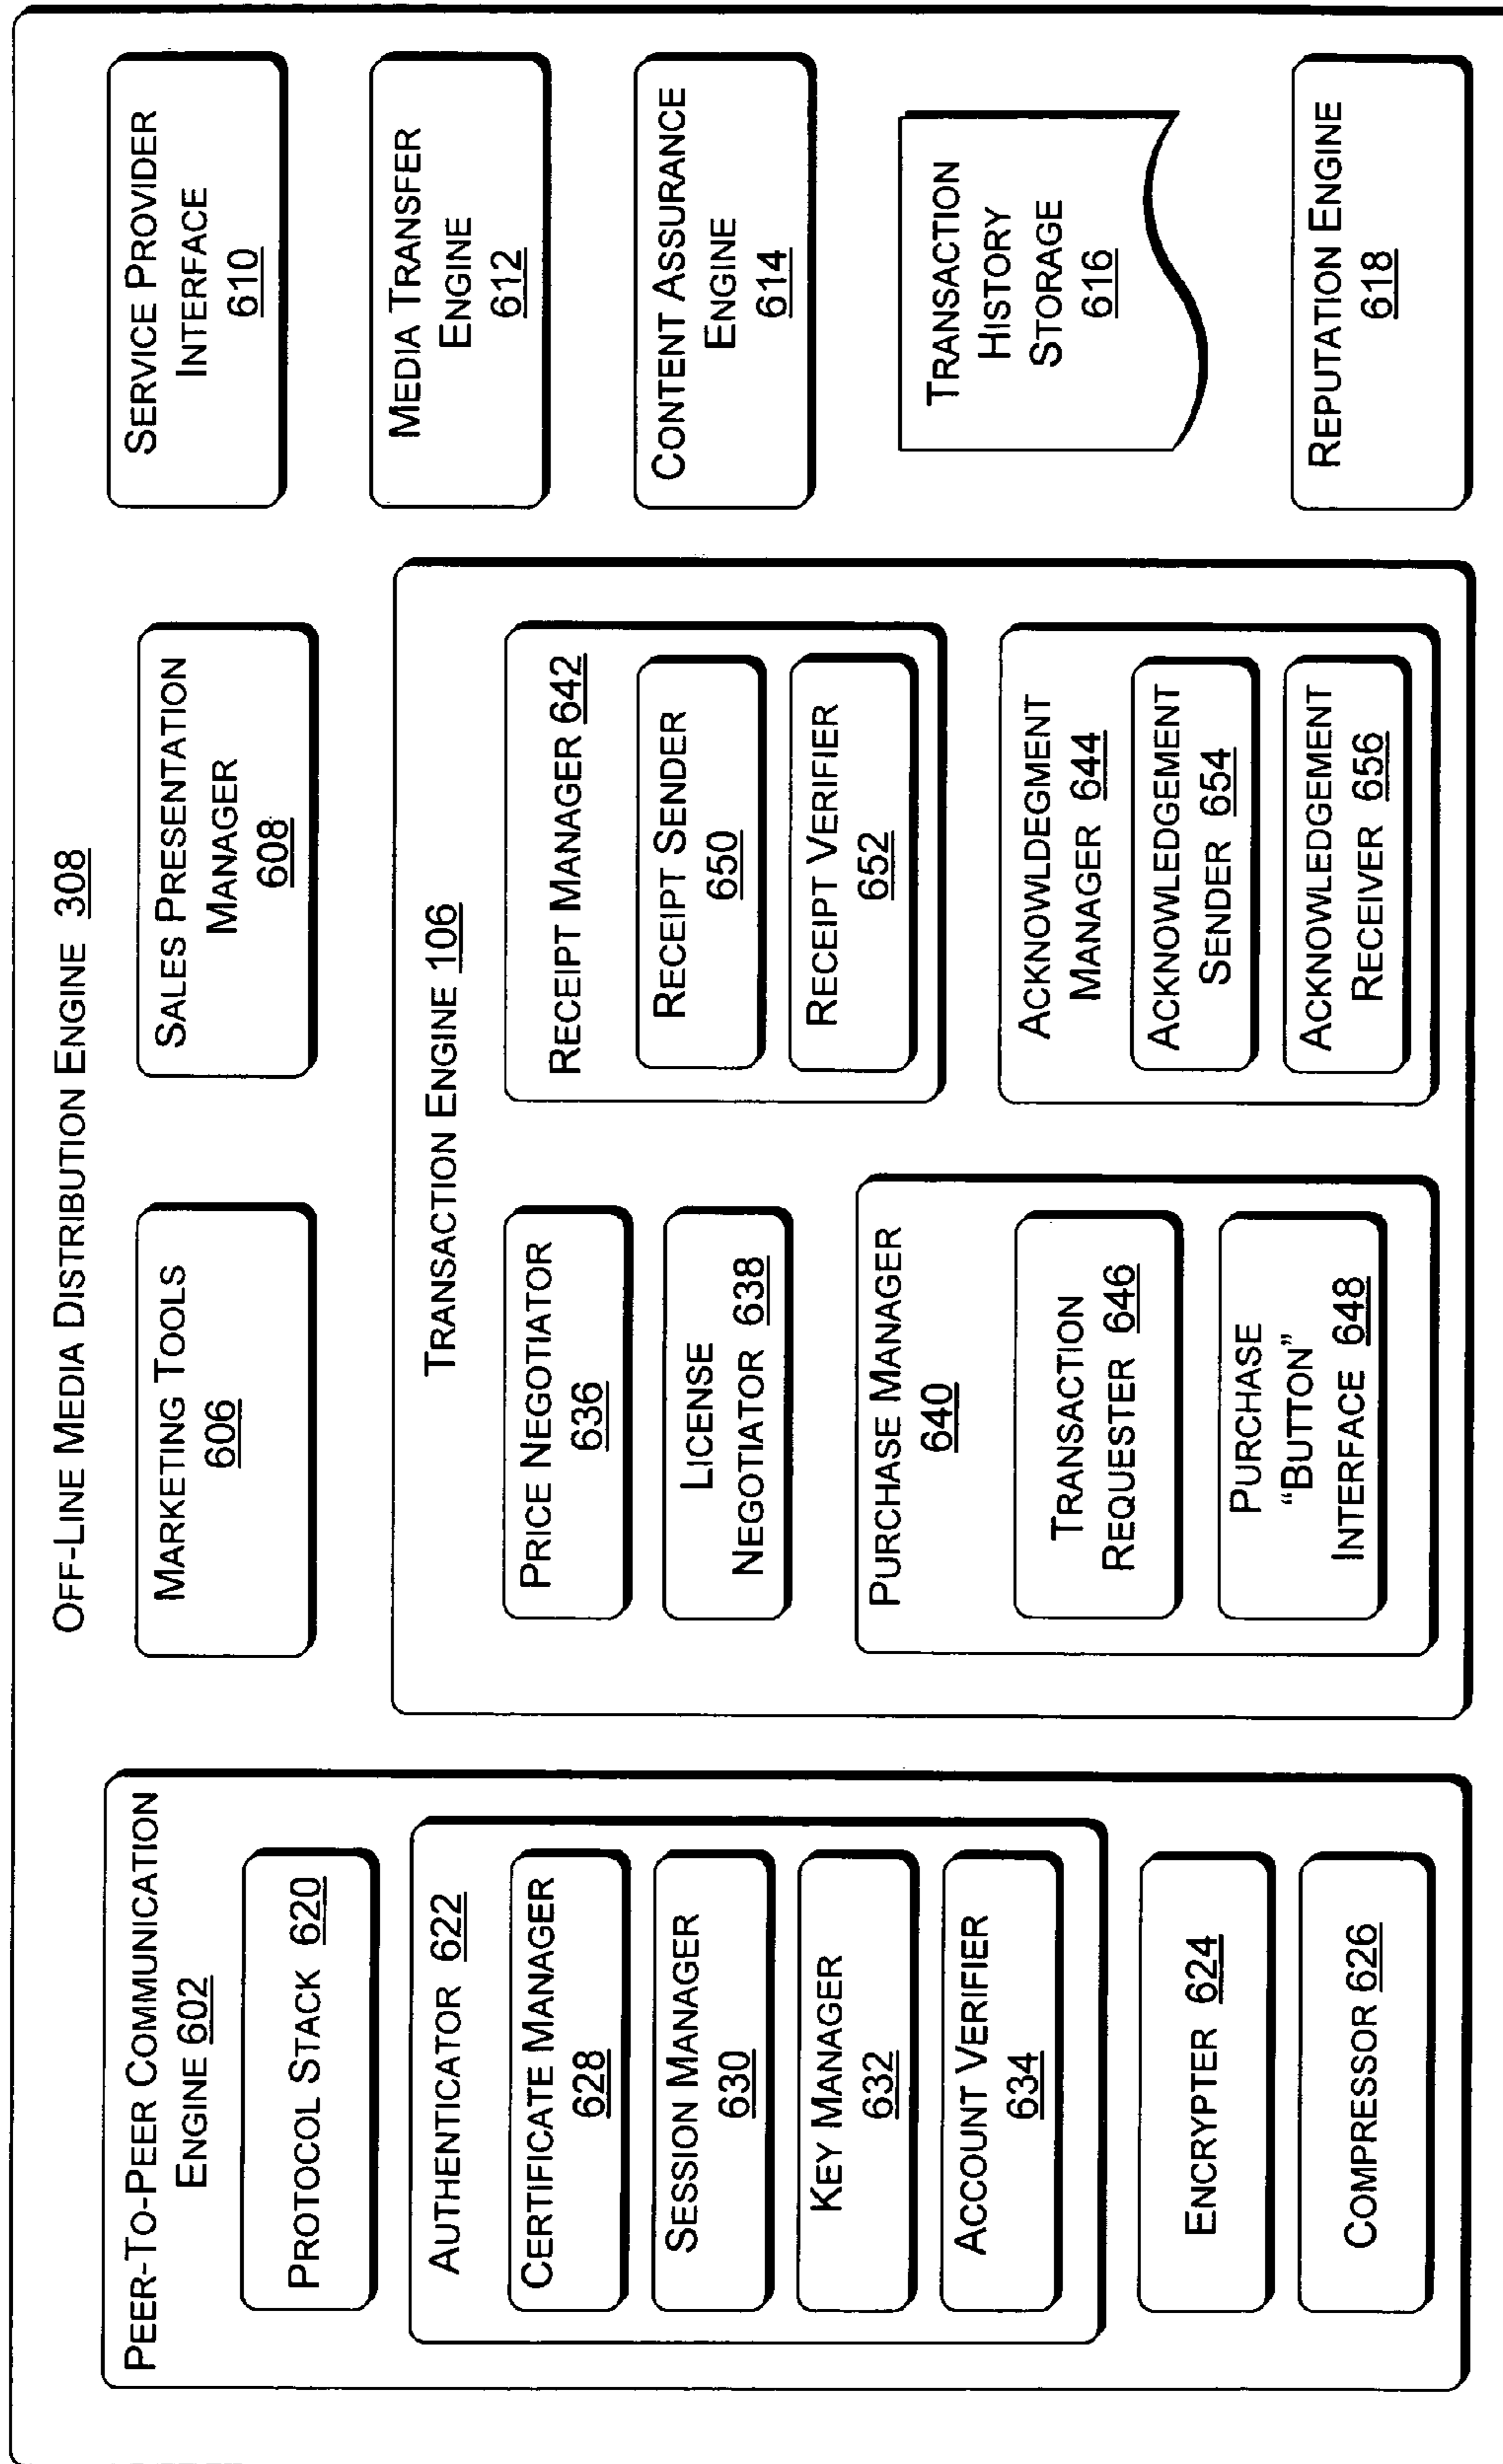 OFF-LINE MEDIA DISTRIBUTION ENGINE 308
PEER-TO-PEER COMMUNICATION
ENGINE 602
PROTOCOL STACK 620
AUTHENTICATOR 622
CERTIFICATE MANAGER
628
SESSION MANAGER
630
KEY MANAGER
632
ACCOUNT VERIFIER
634
ENCRYPTER 624
COMPRESSOR 626
MARKETING TOOLS
606
SALES PRESENTATION
MANAGER
608
TRANSACTION ENGINE 106
PRICE NEGOTIATOR
636
LICENSE
NEGOTIATOR 638
PURCHASE MANAGER
640
TRANSACTION
REQUESTER 646
PURCHASE
“BUTTON”
INTERFACE 648
RECEIPT MANAGER 642
RECEIPT SENDER
650
RECEIPT VERIFIER
652
ACKNOWLDEGMENT
MANAGER 644
ACKNOWLEDGEMENT
SENDER 654
ACKNOWLEDGEMENT
RECEIVER 656
SERVICE PROVIDER
INTERFACE
610
MEDIA TRANSFER
ENGINE
612
CONTENT ASSURANCE
ENGINE
614
TRANSACTION
HISTORY
STORAGE
616
REPUTATION ENGINE
618